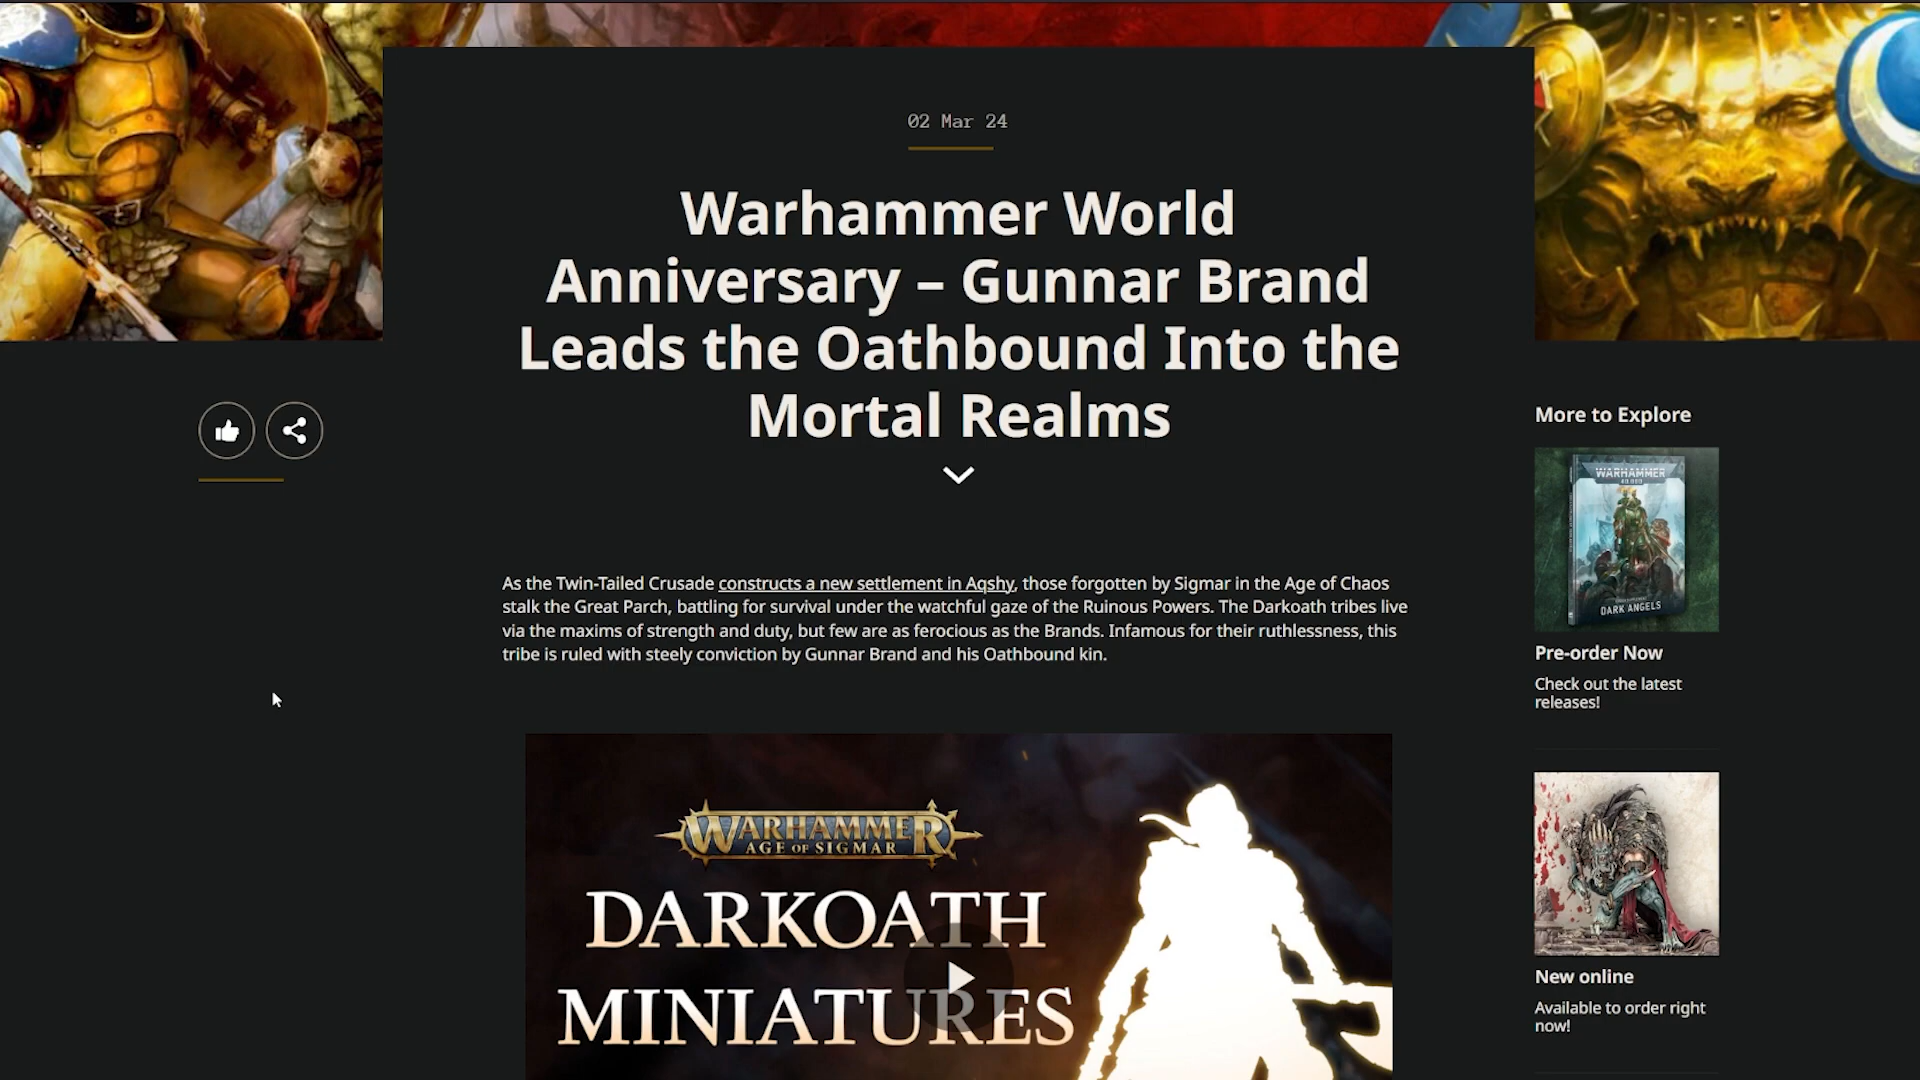 02 Mar 24
Warhammer World
Anniversary – Gunnar Brand
Leads the Oathbound Into the
Mortal Realms
As the Twin-Tailed Crusade constructs a new settlement in Aqshy, those forgotten by Sigmar in the Age of Chaos
stalk the Great Parch, battling for survival under the watchful gaze of the Ruinous Powers. The Darkoath tribes live
via the maxims of strength and duty, but few are as ferocious as the Brands. Infamous for their ruthlessness, this
tribe is ruled with steely conviction by Gunnar Brand and his Oathbound kin.
WARHAMMER
AGE OF SIGMAR
DARKOATH
MINIATURES
More to Explore
WARHAMMER
40,000
DARK ANGELS
Pre-order Now
Check out the latest
releases!
New online
Available to order right
now!